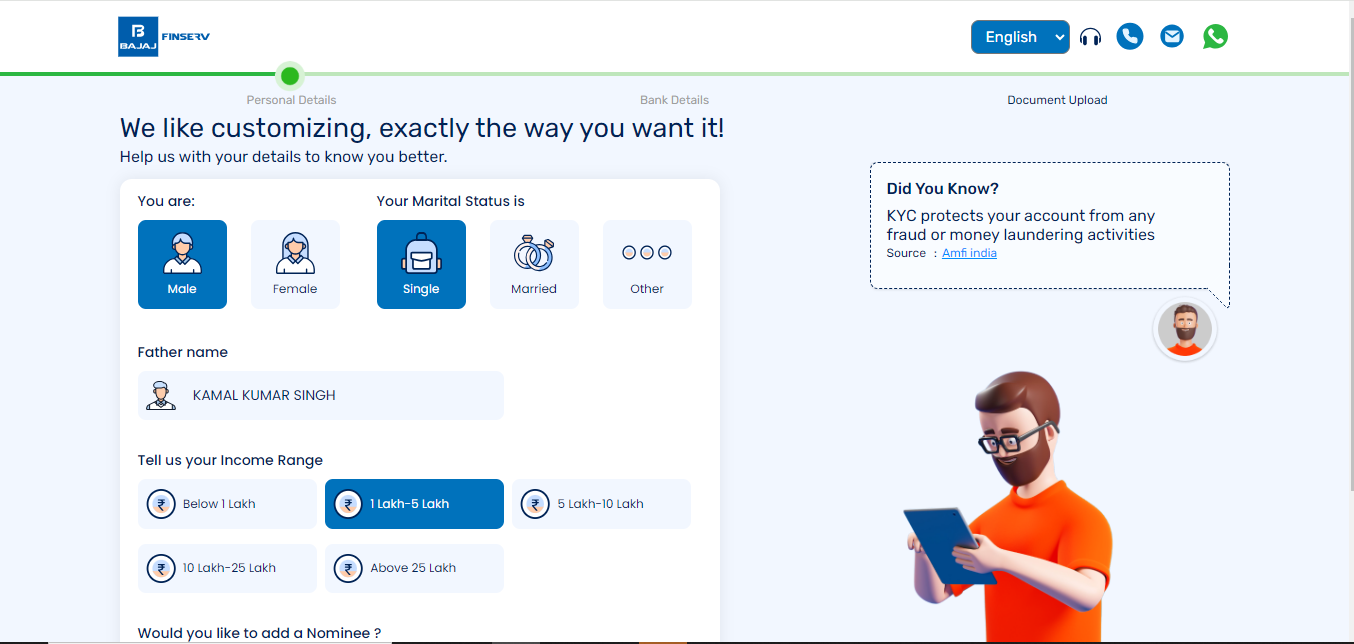 B
BAJAJ
FINSERV
English
Personal Details
Bank Details
Document Upload
We like customizing, exactly the way you want it!
Help us with your details to know you better.
You are:
Your Marital Status is
Male
Female
Single
Married
Other
Father name
KAMAL KUMAR SINGH
Tell us your Income Range
₹ Below 1 Lakh
₹ 1 Lakh-5 Lakh
₹ 5 Lakh-10 Lakh
₹ 10 Lakh-25 Lakh
₹ Above 25 Lakh
Would you like to add a Nominee ?
Did You Know?
KYC protects your account from any
fraud or money laundering activities
Source : Amfi india